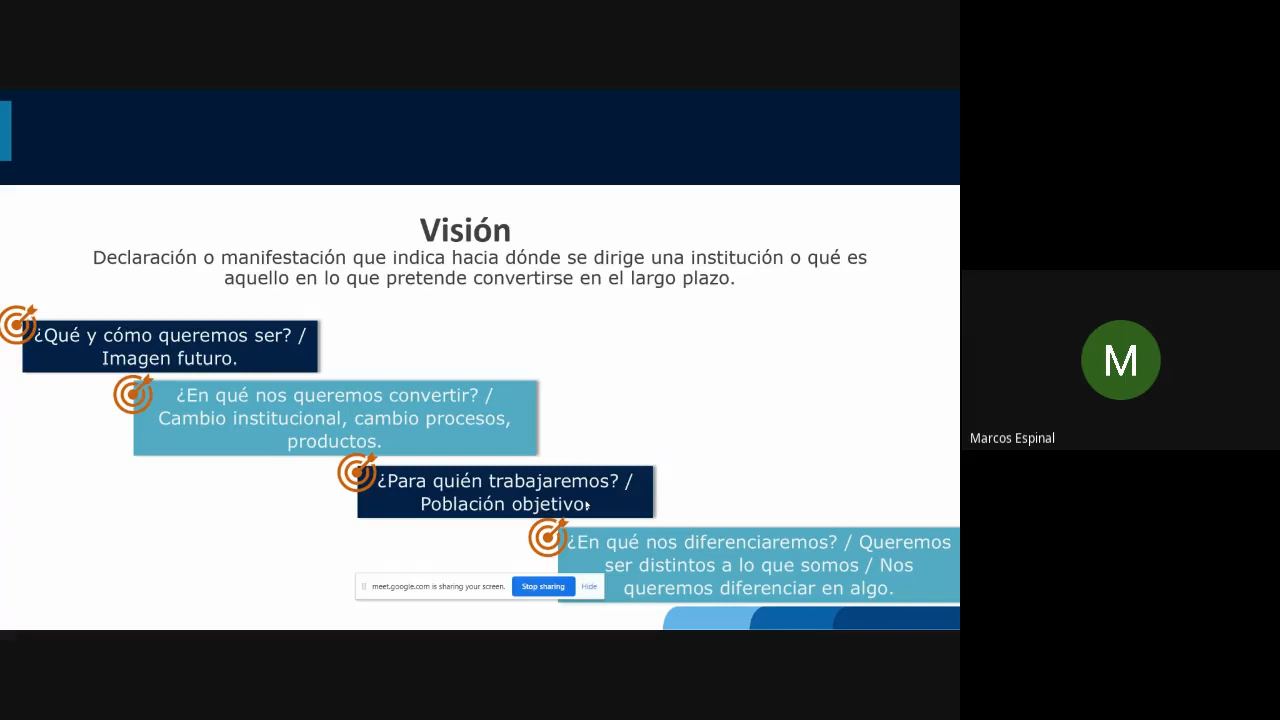 Visión
Declaración o manifestación que indica hacia dónde se dirige una institución o qué es
aquello en lo que pretende convertirse en el largo plazo.
¿Qué y cómo queremos ser? /
Imagen futuro.
¿En qué nos queremos convertir? /
Cambio institucional, cambio procesos,
productos.
¿Para quién trabajaremos? /
Población objetivo.
¿En qué nos diferenciaremos? / Queremos
ser distintos a lo que somos / Nos
queremos diferenciar en algo.
meet.google.com is sharing your screen. Stop sharing Hide
M
Marcos Espinal